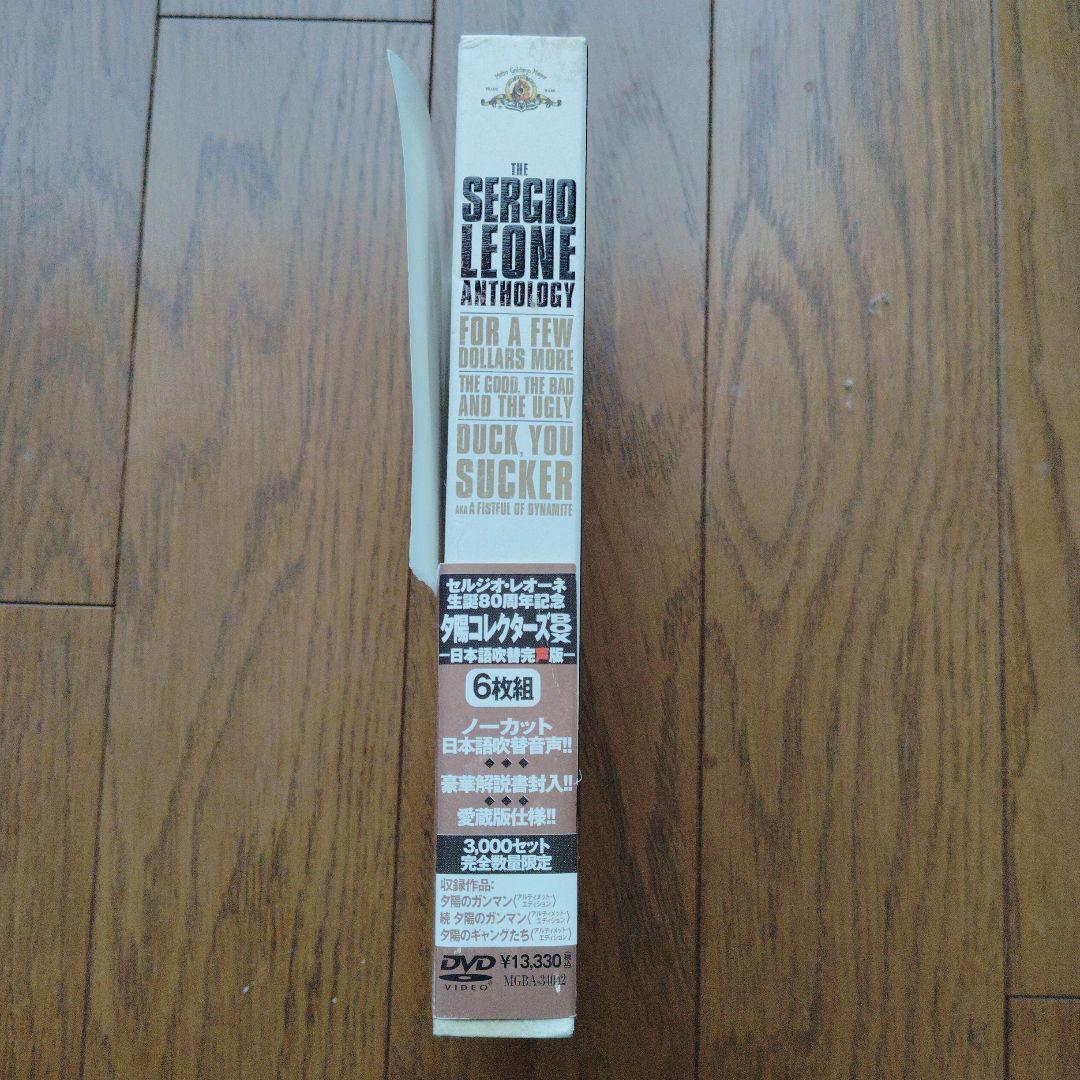 Metro Goldwyn Mayer
TRADE MARK
THE
SERGIO
LEONE
ANTHOLOGY
FOR A FEW
DOLLARS MORE
THE GOOD, THE BAD
AND THE UGLY
DUCK, YOU
SUCKER
AKA A FISTFUL OF DYNAMITE
セルジオ・レオーネ
生誕80周年記念
夕陽コレクターズBOX
ー日本語吹替完声版ー
6枚組
ノーカット
日本語吹替音声!!
◆◆◆
豪華解説書封入!!
◆◆◆
愛蔵版仕様!!
3,000セット
完全数量限定
収録作品:
夕陽のガンマン(アルティメット・エディション)
続 夕陽のガンマン(アルティメット・エディション)
夕陽のギャングたち(アルティメット・エディション)
DVD ¥13,330
VIDEO MGBA-34042